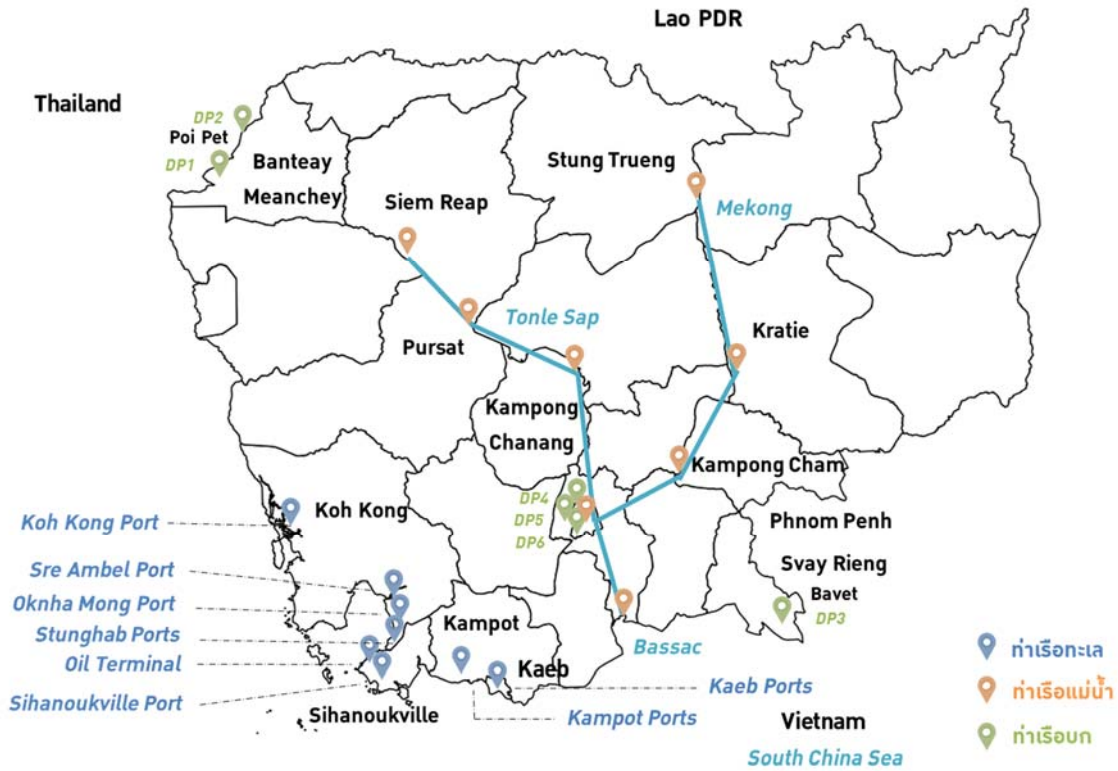 Lao PDR
Thailand
DP2
Poi Pet
DP1
Banteay
Meanchey
Stung Trueng
Siem Reap
Mekong
Tonle Sap
Pursat
Kratie
Kampong
Chanang
Kampong Cham
DP4
DP5
DP6
Koh Kong Port
Koh Kong
Phnom Penh
Sre Ambel Port
Svay Rieng
Oknha Mong Port
Bavet
DP3
Stunghab Ports
Kampot
Oil Terminal
Bassac
Kaeb
Sihanoukville Port
Sihanoukville
Kaeb Ports
Kampot Ports
Vietnam
South China Sea
ท่าเรือทะเล
ท่าเรือแม่น้ำ
ท่าเรือบก